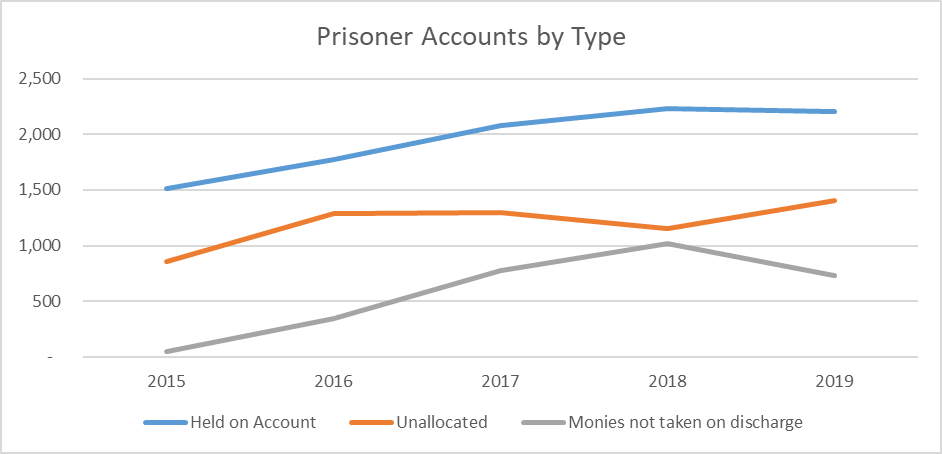 Prisoner Accounts by Type
2,500
2,000
1,500
1,000
500
-
2015 2016 2017 2018 2019
Held on Account Unallocated Monies not taken on discharge